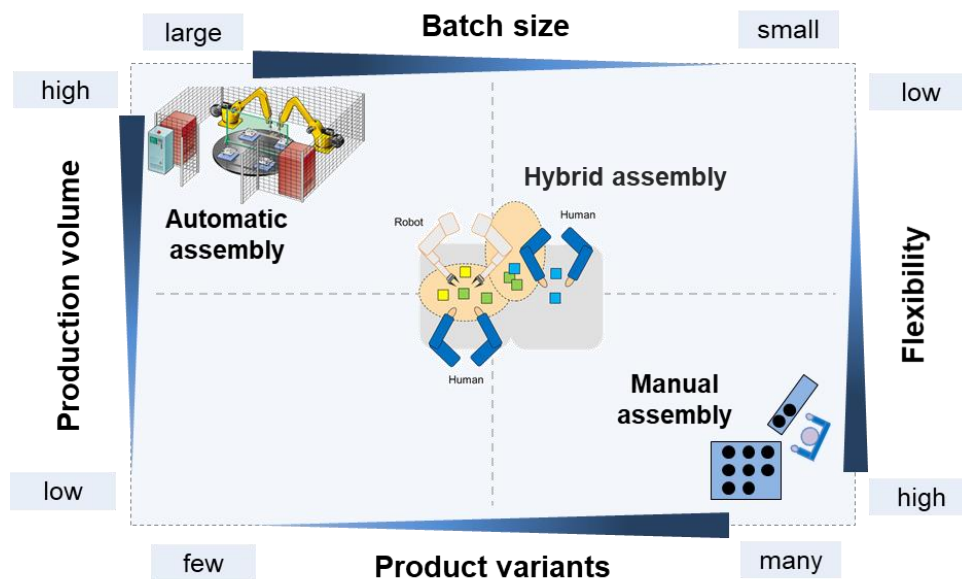 Batch size
large
small
high
low
Production volume
Flexibility
Automatic
assembly
Hybrid assembly
Robot
Human
Human
Manual
assembly
low
high
few
Product variants
many